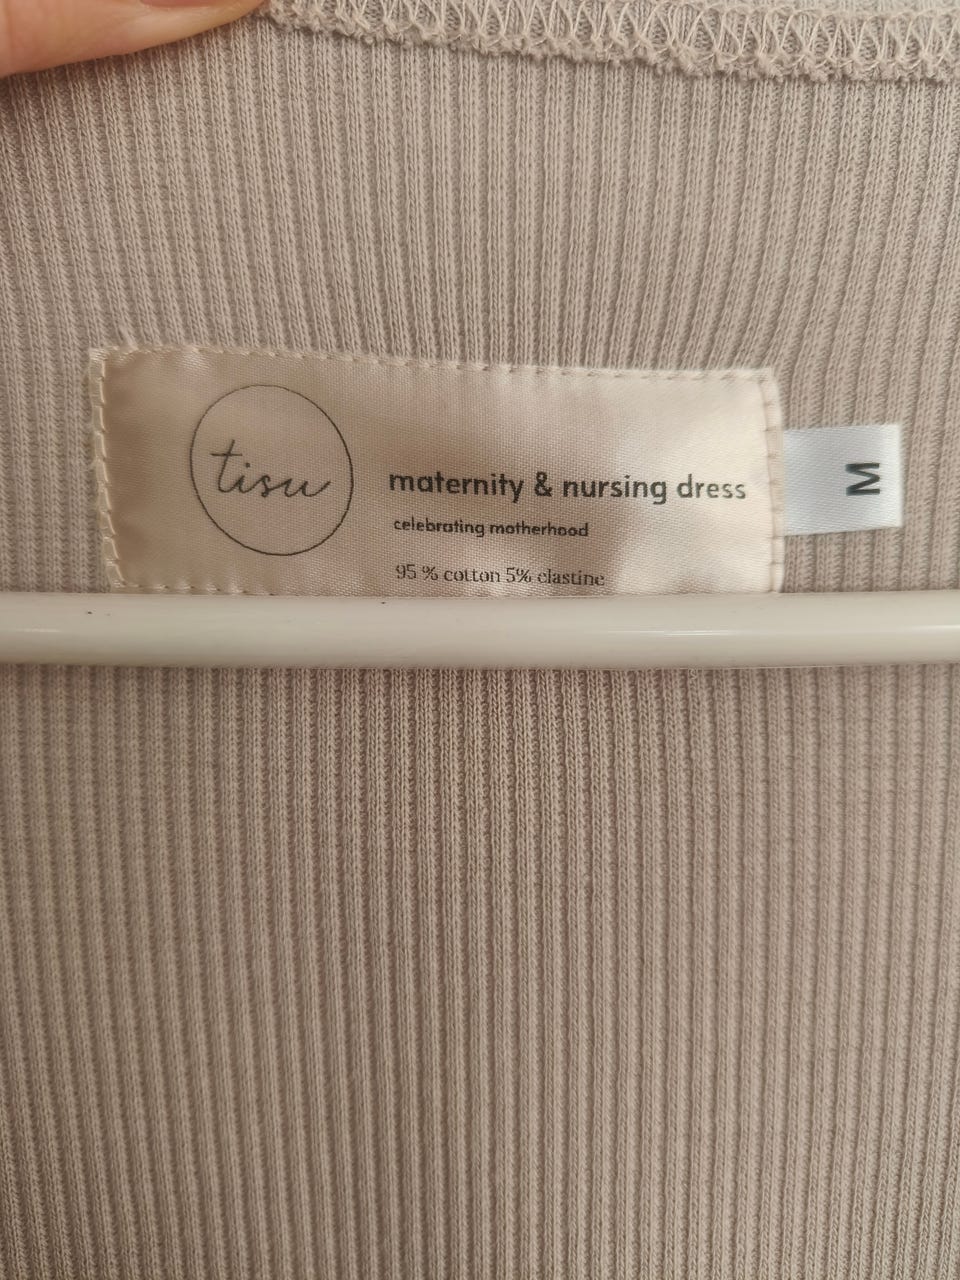 tisu
maternity & nursing dress
celebrating motherhood
95 % cotton 5% elastine
M